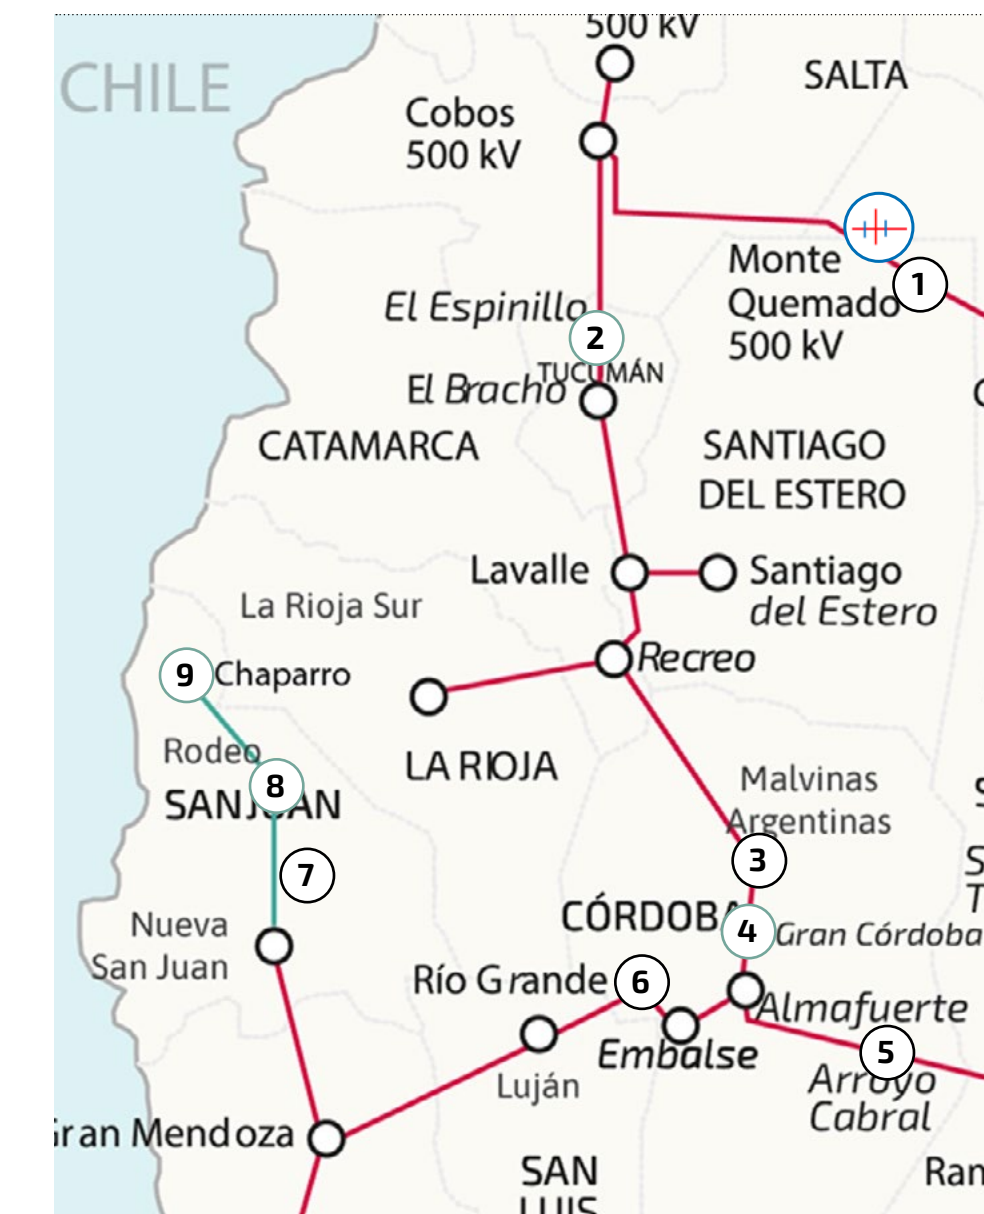 500 kV
CHILE
SALTA
Cobos
500 kV
Monte
Quemado
500 kV
1
El Espinillo
2
TUCUMÁN
El Bracho
CATAMARCA
SANTIAGO
DEL ESTERO
Lavalle
Santiago
del Estero
La Rioja Sur
Recreo
9
Chaparro
Rodeo
8
SAN JUAN
LA RIOJA
Malvinas
Argentinas
3
7
CÓRDOBA
4
Gran Córdoba
Nueva
San Juan
Río Grande
6
Almafuerte
Embalse
5
Arroyo
Cabral
Luján
Gran Mendoza
SAN
LUIS
Ran